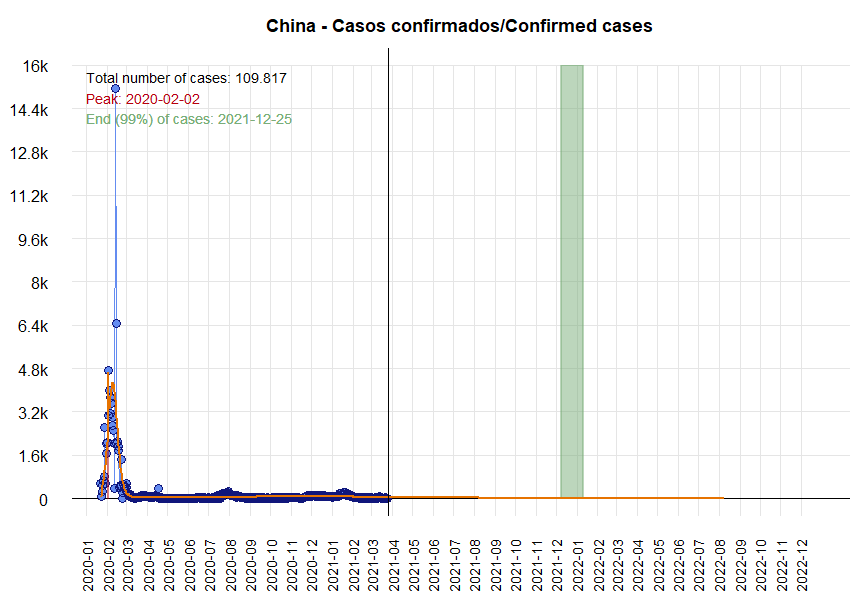 China - Casos confirmados/Confirmed cases
Total number of cases: 109.817
Peak: 2020-02-02
End (99%) of cases: 2021-12-25
16k
14.4k
12.8k
11.2k
9.6k
8k
6.4k
4.8k
3.2k
1.6k
0
2020-01
2020-02
2020-03
2020-04
2020-05
2020-06
2020-07
2020-08
2020-09
2020-10
2020-12
2021-01
2021-02
2021-03
2021-04
2021-05
2021-06
2021-07
2021-08
2021-09
2021-10
2021-11
2021-12
2022-01
2022-02
2022-03
2022-04
2022-05
2022-06
2022-07
2022-08
2022-09
2022-10
2022-11
2022-12